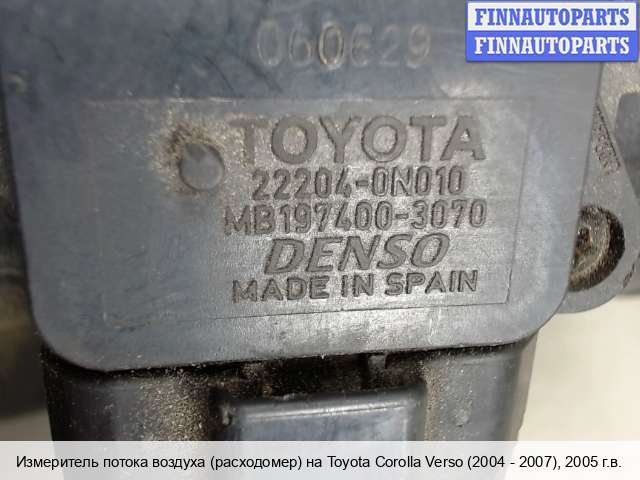 FINNAUTOPARTS
FINNAUTOPARTS
060629
TOYOTA
22204-0N010
MB197400-3070
DENSO
MADE IN SPAIN
Измеритель потока воздуха (расходомер) на Toyota Corolla Verso (2004 - 2007), 2005 г.в.